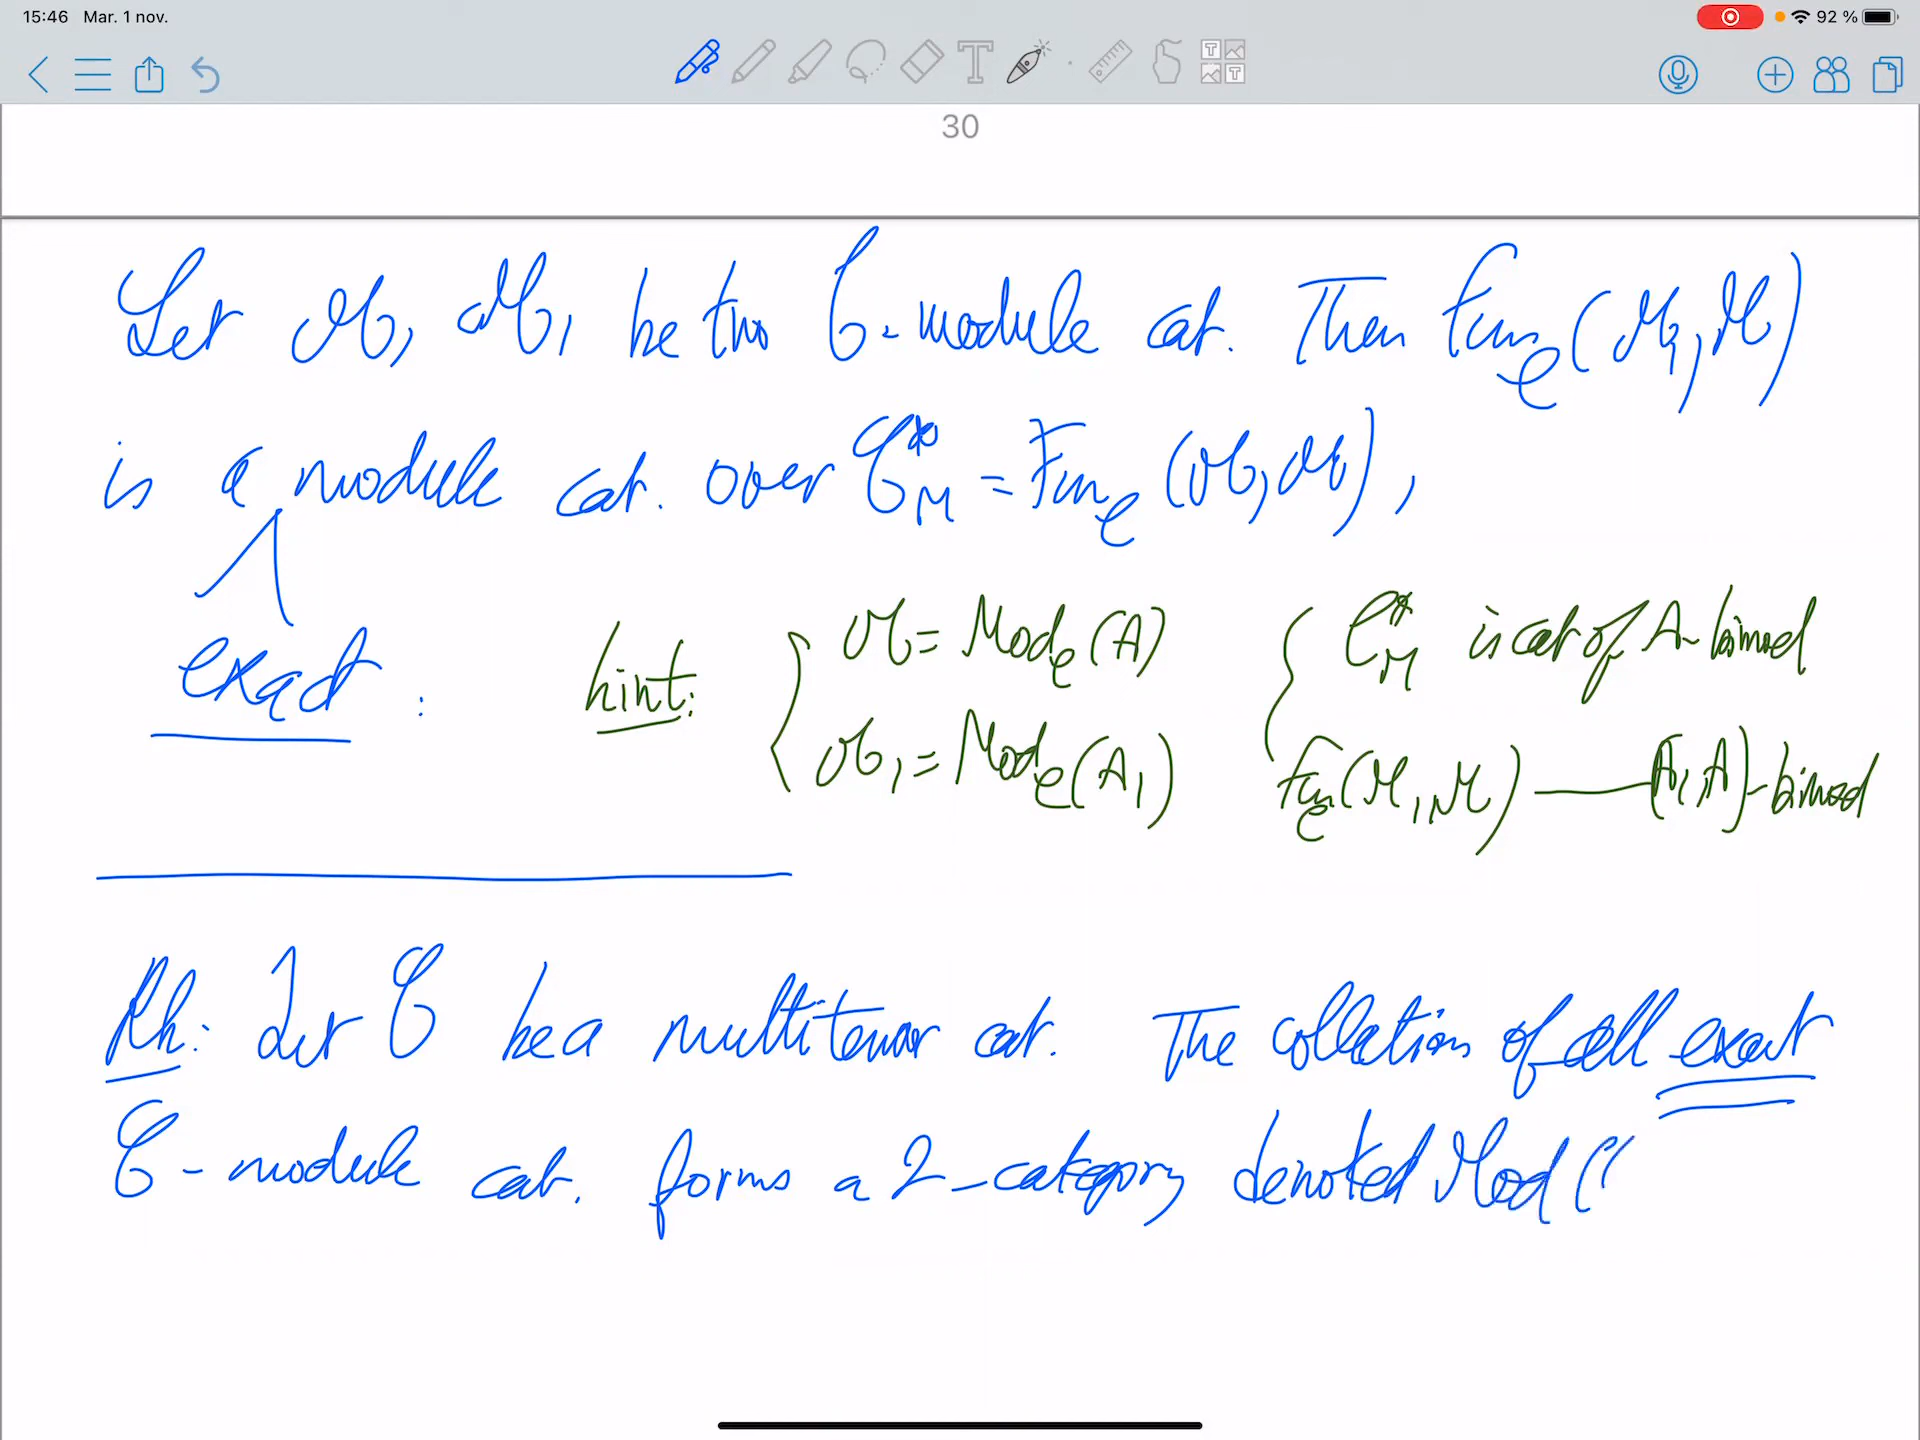 15:46 Mar. 1 nov. 92 %
30
Let M, M₁ be two C-module cat. Then Fun_C(M₁, M)
is a module cat. over C*_M = Fun_C(M, M),
exact.
hint: { M = Mod_C(A) { C*_M is cat of A-bimod
M₁ = Mod_C(A₁) Fun_C(M₁, M) — (A₁, A)-bimod
Rk: Let C be a multitensor cat. The collection of all exact
C-module cat. forms a 2-category denoted Mod(